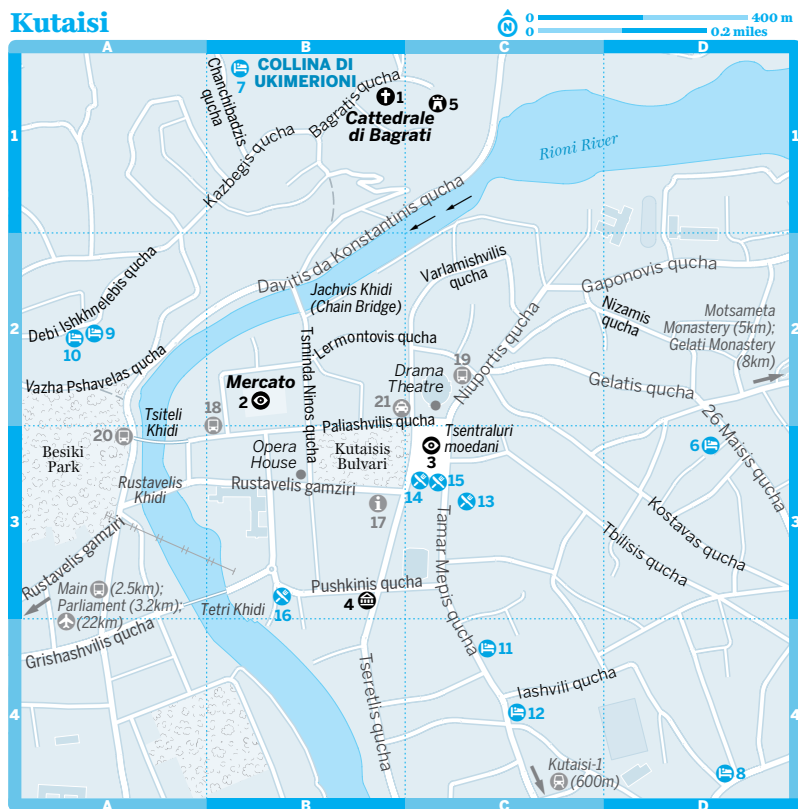 Kutaisi
N
0
400 m
0
0.2 miles
A
B
C
D
1
1
2
2
3
3
4
4
A
B
C
D
COLLINA DI
UKIMERIONI
7
Chanchibadzis
qucha
Bagratis qucha
1
5
Cattedrale
di Bagrati
Kazbegis qucha
Rioni River
Davitis da Konstantinis qucha
Debi Ishkhnelebis qucha
9
10
Jachvis Khidi
(Chain Bridge)
Varlamishvilis
qucha
Gaponovis qucha
Nizamis
qucha
Motsameta
Monastery (5km);
Gelati Monastery
(8km)
Vazha Pshavelas qucha
Tsminda Ninos qucha
Lermontovis qucha
Drama
Theatre
19
Niuportis qucha
Gelatis qucha
Mercato
2
18
21
Paliashvilis qucha
26 Maisis qucha
Tsiteli
Khidi
20
Besiki
Park
Opera
House
Kutaisis
Bulvari
3
Tsentraluri
moedani
6
Rustavelis
Khidi
Rustavelis gamziri
14
15
13
17
Kostavas qucha
Tbilisis qucha
Rustavelis gamziri
Tamar Mepis qucha
Main (2.5km);
Parliament (3.2km);
(22km)
Pushkinis qucha
4
Tetri Khidi
16
Grishashvilis qucha
Tseretlis qucha
11
Iashvili qucha
12
Kutaisi-1
(600m)
8